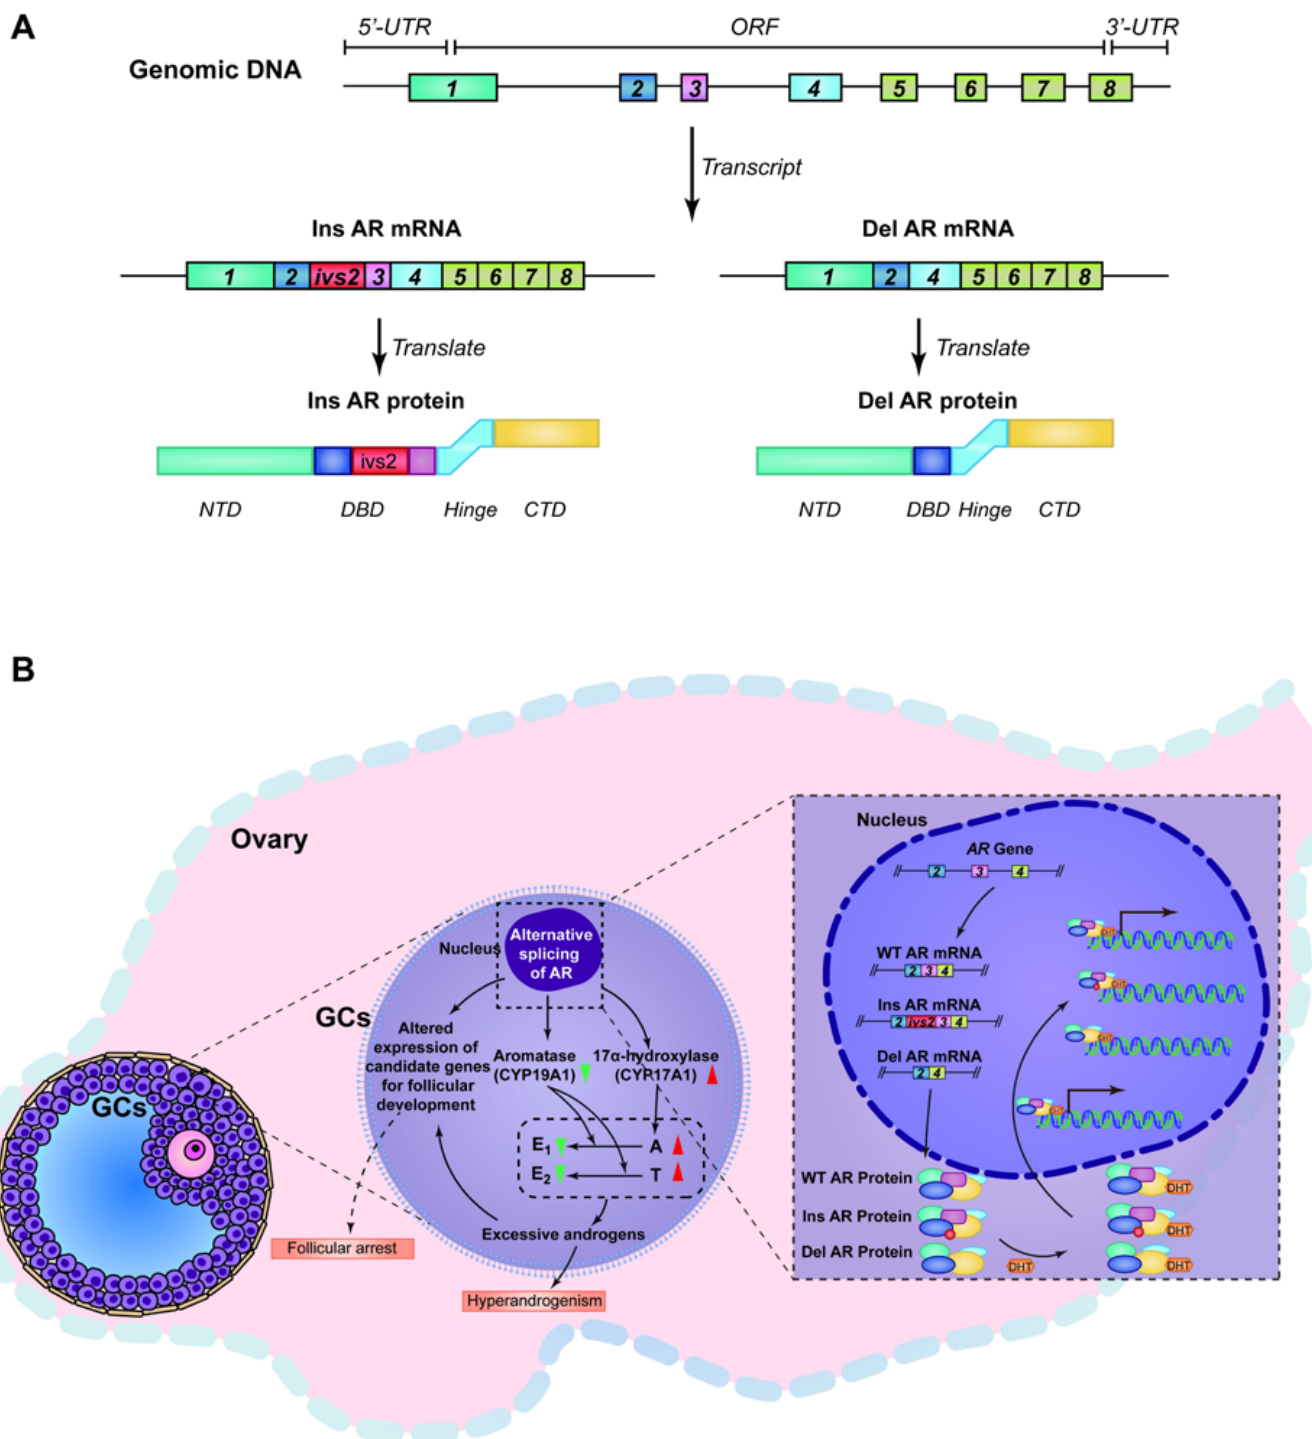 A
5'-UTR ORF 3'-UTR
Genomic DNA
1 2 3 4 5 6 7 8
Transcript
Ins AR mRNA Del AR mRNA
1 2 ivs2 3 4 5 6 7 8
1 2 4 5 6 7 8
Translate Translate
Ins AR protein Del AR protein
ivs2
NTD DBD Hinge CTD
NTD DBD Hinge CTD
B
Ovary
GCs
GCs
Nucleus
Alternative
splicing
of AR
Altered
expression of
candidate genes
for follicular
development
Aromatase
(CYP19A1)
17α-hydroxylase
(CYP17A1)
E1 A
E2 T
Excessive androgens
Follicular arrest
Hyperandrogenism
Nucleus
AR Gene
2 3 4
WT AR mRNA
2 3 4
Ins AR mRNA
2 ivs2 3 4
Del AR mRNA
2 4
DHT
DHT
DHT
DHT
WT AR Protein
DHT
Ins AR Protein
DHT
Del AR Protein
DHT
DHT